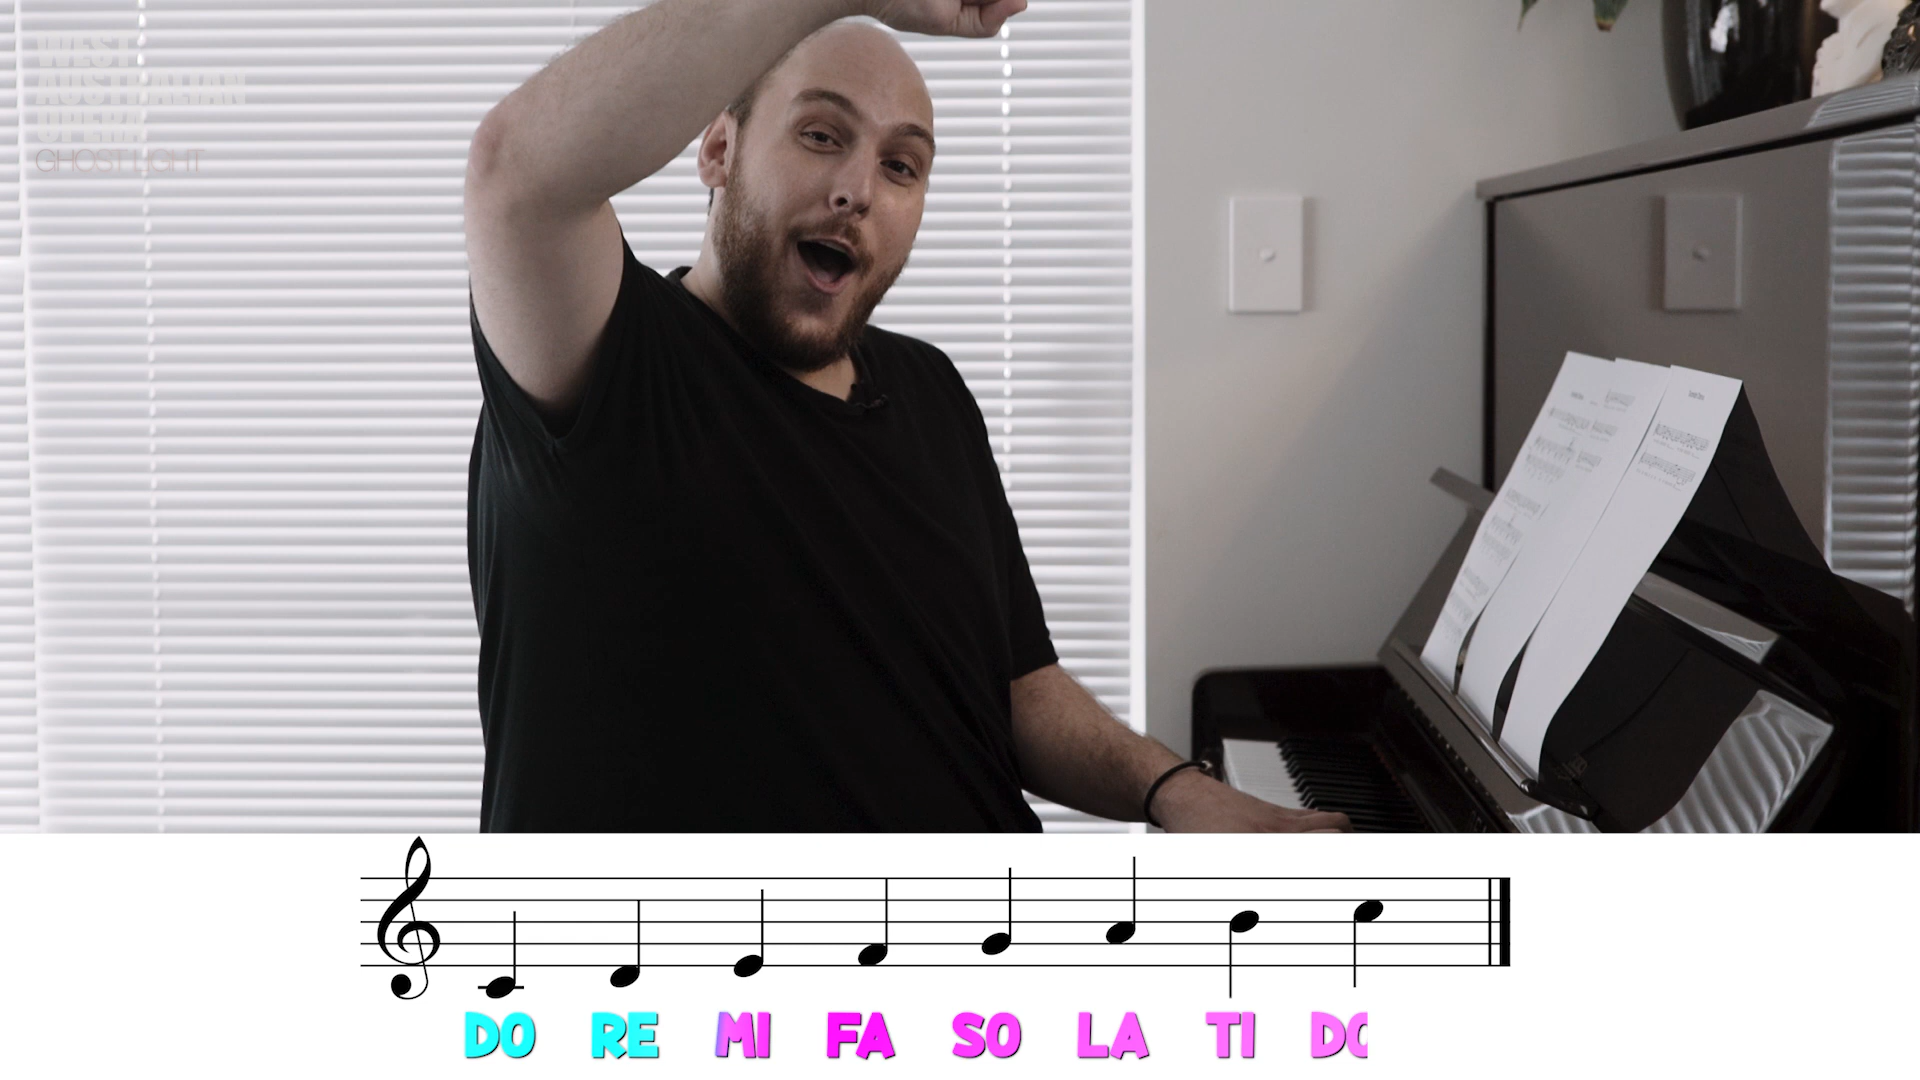 WEST
AUSTRALIAN
OPERA
GHOST LIGHT
DO RE MI FA SO LA TI DO